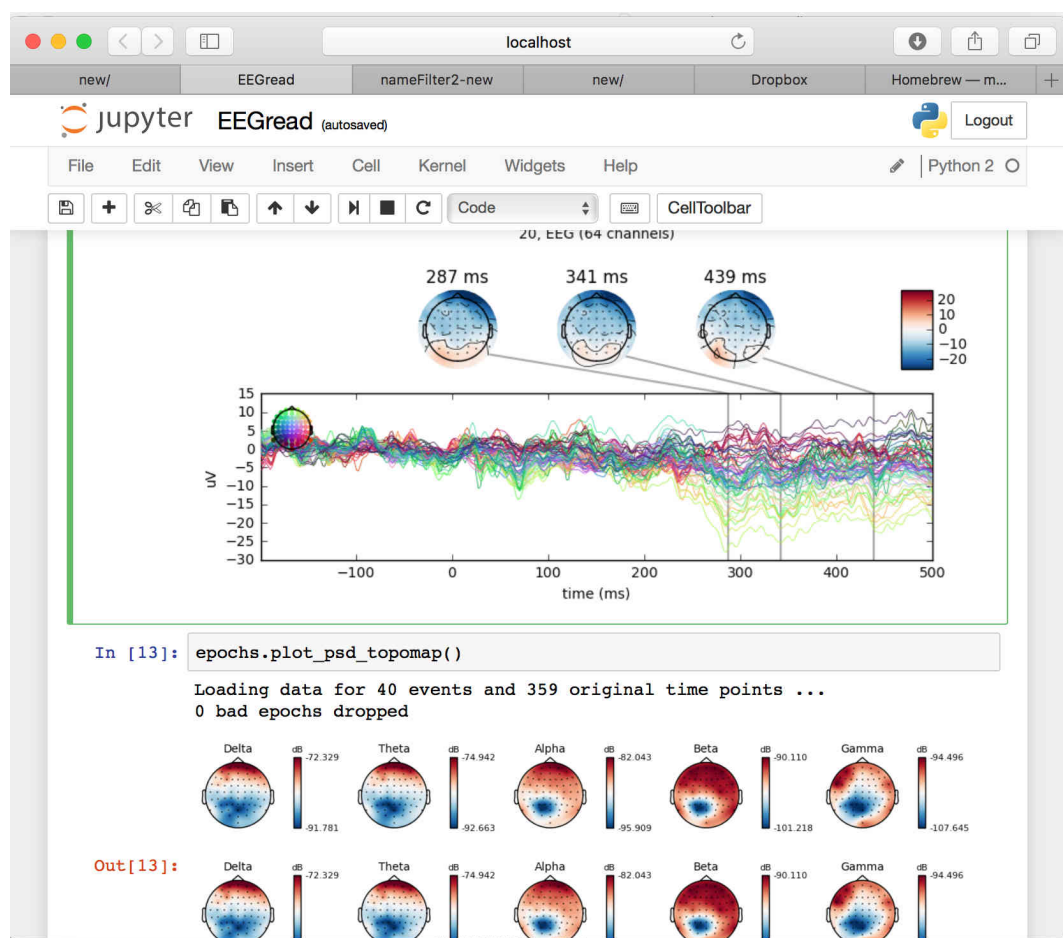 localhost
new/ EEGread nameFilter2-new new/ Dropbox Homebrew — m...
jupyter EEGread (autosaved) Logout
File Edit View Insert Cell Kernel Widgets Help Python 2
Code CellToolbar
20, EEG (64 channels)
287 ms 341 ms 439 ms
20
10
0
−10
−20
15
10
5
0
−5
−10
−15
−20
−25
−30
uV
−100 0 100 200 300 400 500
time (ms)
In [13]: epochs.plot_psd_topomap()
Loading data for 40 events and 359 original time points ...
0 bad epochs dropped
Delta dB Theta dB Alpha dB Beta dB Gamma dB
-72.329 -74.942 -82.043 -90.110 -94.496
-91.781 -92.663 -95.909 -101.218 -107.645
Out[13]: Delta dB Theta dB Alpha dB Beta dB Gamma dB
-72.329 -74.942 -82.043 -90.110 -94.496